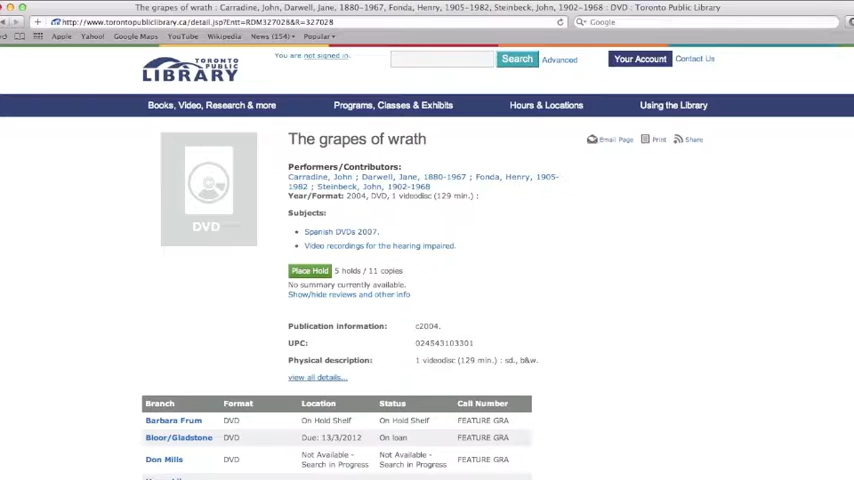 The grapes of wrath : Carradine, John, Darwell, Jane, 1880-1967, Fonda, Henry, 1905-1982, Steinbeck, John, 1902-1968 : DVD : Toronto Public Library
http://www.torontopubliclibrary.ca/detail.jsp?Entt=RDM327028&R=327028
Google
Apple Yahoo! Google Maps YouTube Wikipedia News (154) Popular
TORONTO
PUBLIC
LIBRARY
You are not signed in.
Search Advanced
Your Account Contact Us
Books, Video, Research & more Programs, Classes & Exhibits Hours & Locations Using the Library
DVD
The grapes of wrath
Email Page Print Share
Performers/Contributors:
Carradine, John ; Darwell, Jane, 1880-1967 ; Fonda, Henry, 1905-
1982 ; Steinbeck, John, 1902-1968
Year/Format: 2004, DVD, 1 videodisc (129 min.) :
Subjects:
Spanish DVDs 2007.
Video recordings for the hearing impaired.
Place Hold 5 holds / 11 copies
No summary currently available.
Show/hide reviews and other info
Publication information: c2004.
UPC: 024543103301
Physical description: 1 videodisc (129 min.) : sd., b&w.
view all details...
Branch Format Location Status Call Number
Barbara Frum DVD On Hold Shelf On Hold Shelf FEATURE GRA
Bloor/Gladstone DVD Due: 13/3/2012 On loan FEATURE GRA
Don Mills DVD Not Available - Search in Progress Not Available - Search in Progress FEATURE GRA